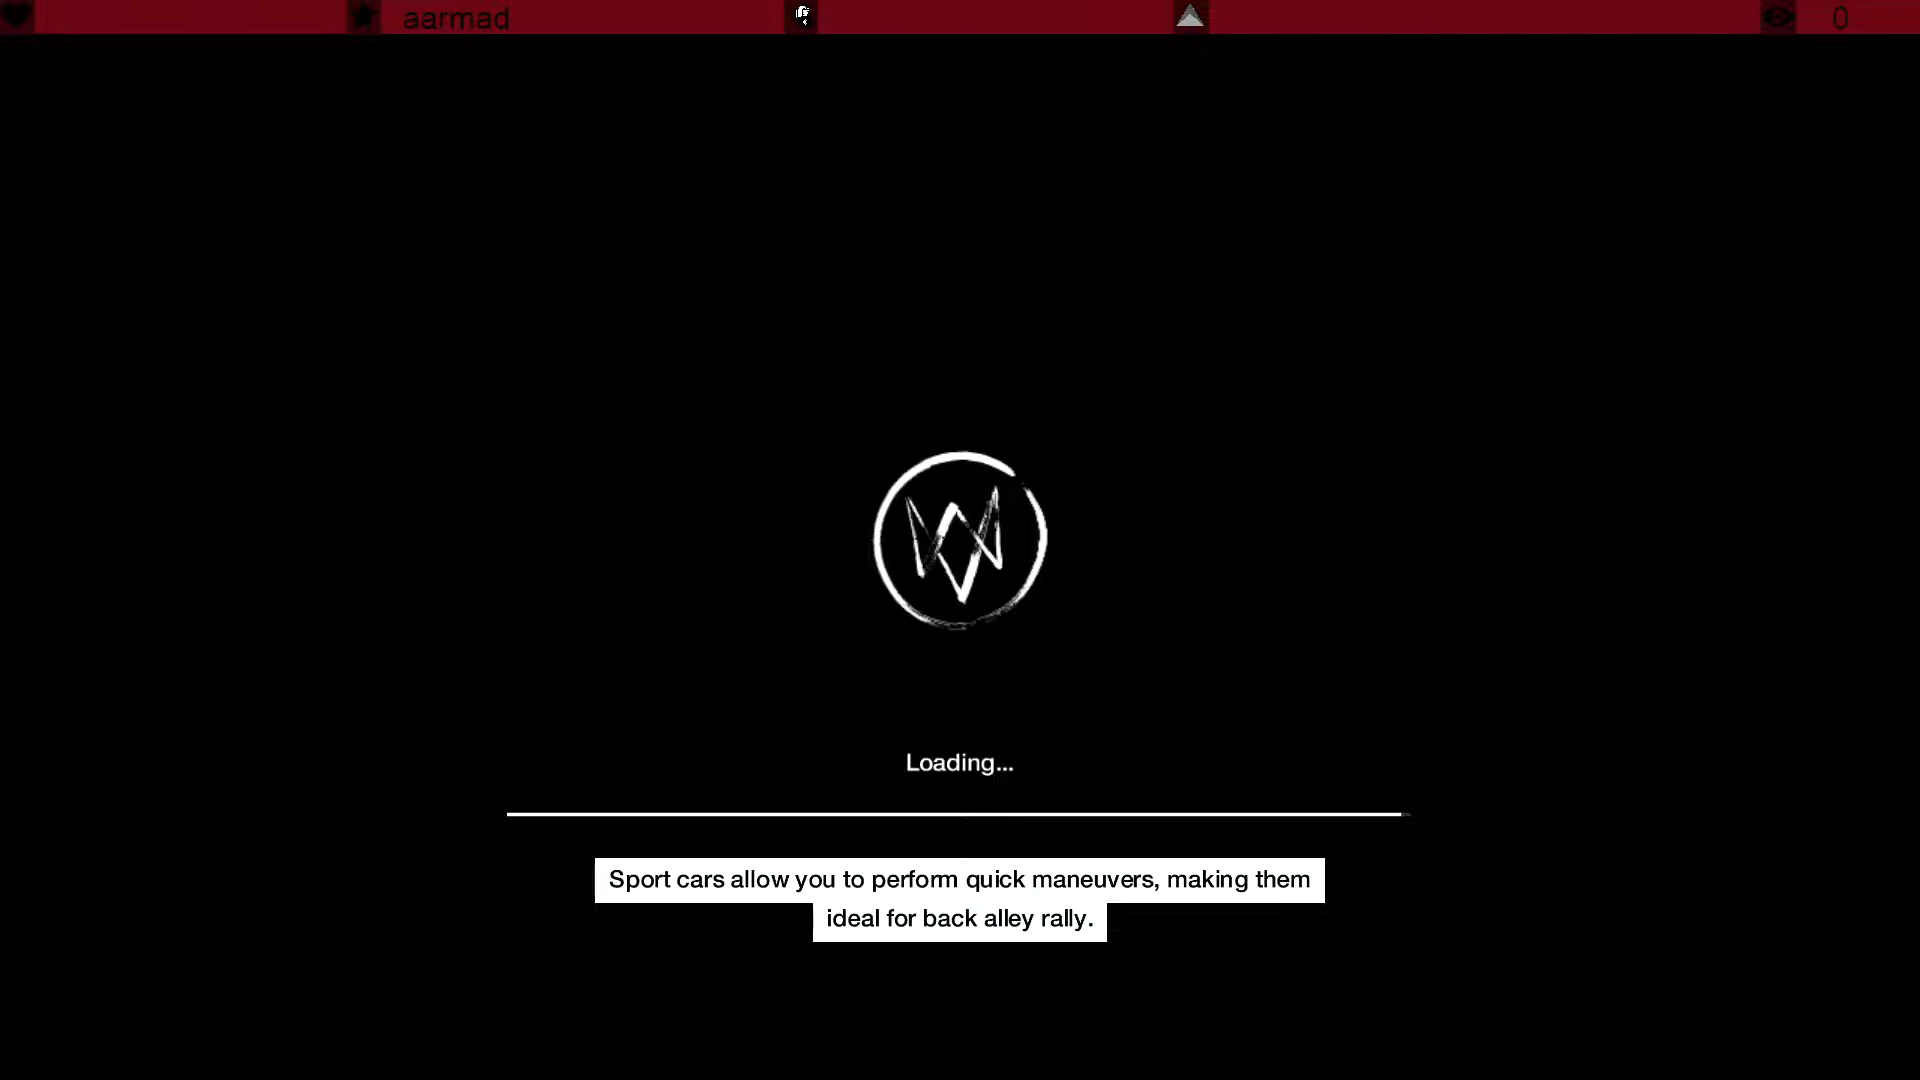 aarmad
0
Loading...
Sport cars allow you to perform quick maneuvers, making them
ideal for back alley rally.